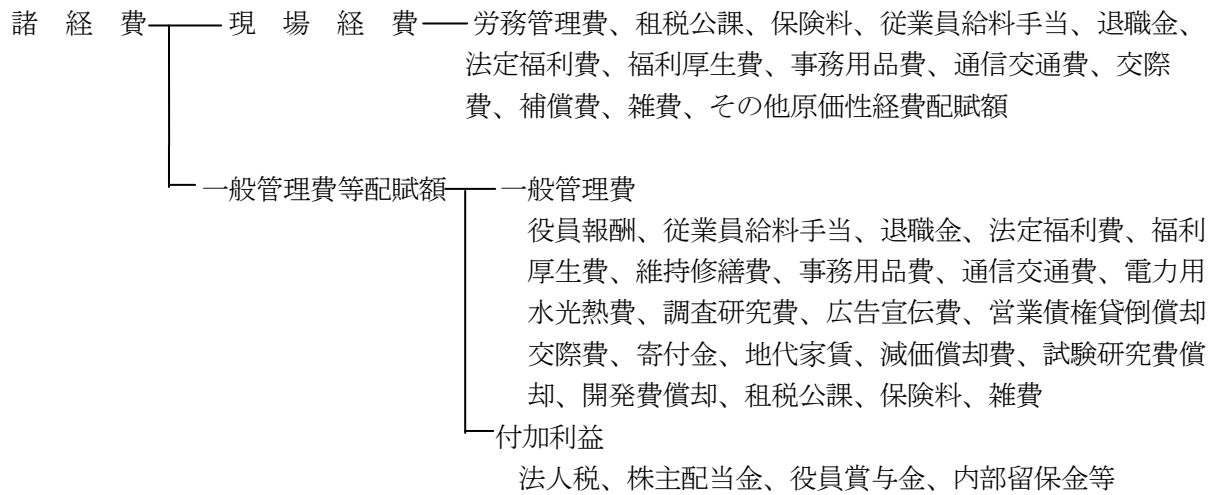 諸　経　費　現　場　経　費　労務管理費、租税公課、保険料、従業員給料手当、退職金、
法定福利費、福利厚生費、事務用品費、通信交通費、交際
費、補償費、雑費、その他原価性経費配賦額
一般管理費等配賦額　一般管理費
役員報酬、従業員給料手当、退職金、法定福利費、福利
厚生費、維持修繕費、事務用品費、通信交通費、電力用
水光熱費、調査研究費、広告宣伝費、営業債権貸倒償却
交際費、寄付金、地代家賃、減価償却費、試験研究費償
却、開発費償却、租税公課、保険料、雑費
付加利益
法人税、株主配当金、役員賞与金、内部留保金等